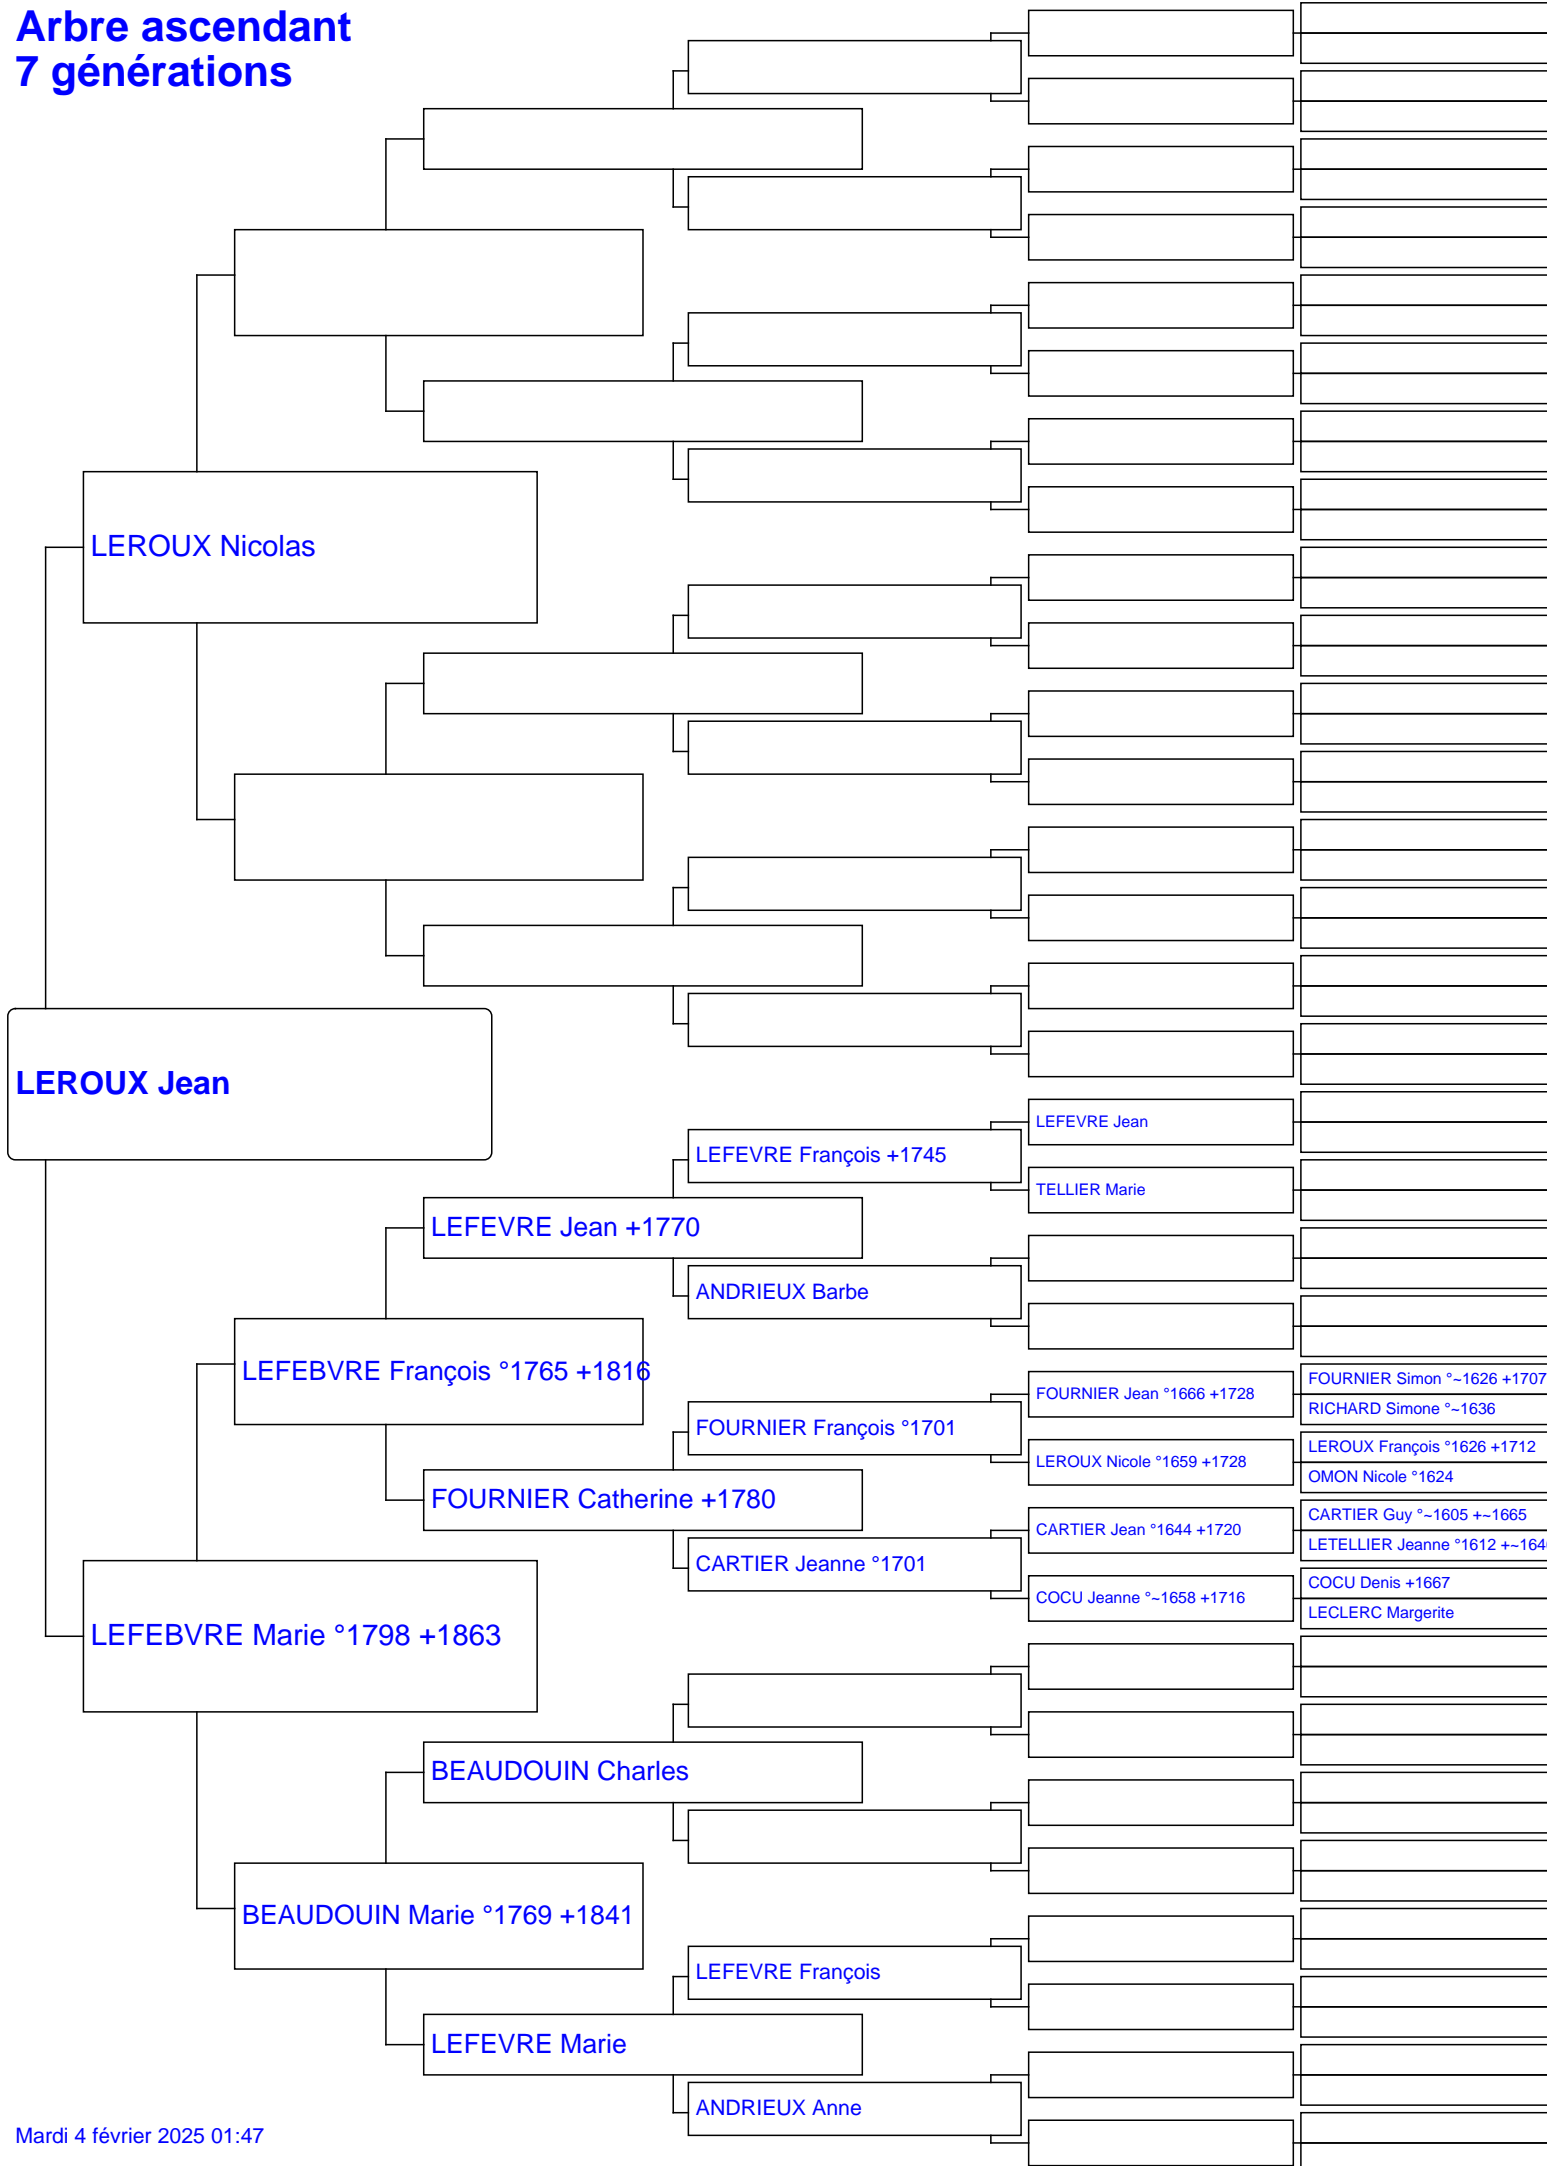 Arbre ascendant
7 générations
LEROUX Nicolas
LEROUX Jean
LEFEVRE Jean
LEFEVRE François +1745
TELLIER Marie
LEFEVRE Jean +1770
ANDRIEUX Barbe
LEFEBVRE François °1765 +1816
FOURNIER Simon °~1626 +1707
FOURNIER Jean °1666 +1728
RICHARD Simone °~1636
FOURNIER François °1701
LEROUX François °1626 +1712
LEROUX Nicole °1659 +1728
OMON Nicole °1624
FOURNIER Catherine +1780
CARTIER Guy °~1605 +~1665
CARTIER Jean °1644 +1720
LETELLIER Jeanne °1612
CARTIER Jeanne °1701
COCU Denis +1667
COCU Jeanne °~1658 +1716
LECLERC Margerite
LEFEBVRE Marie °1798 +1863
BEAUDOUIN Charles
BEAUDOUIN Marie °1769 +1841
LEFEVRE François
LEFEVRE Marie
ANDRIEUX Anne
Mardi 4 février 2025 01:47